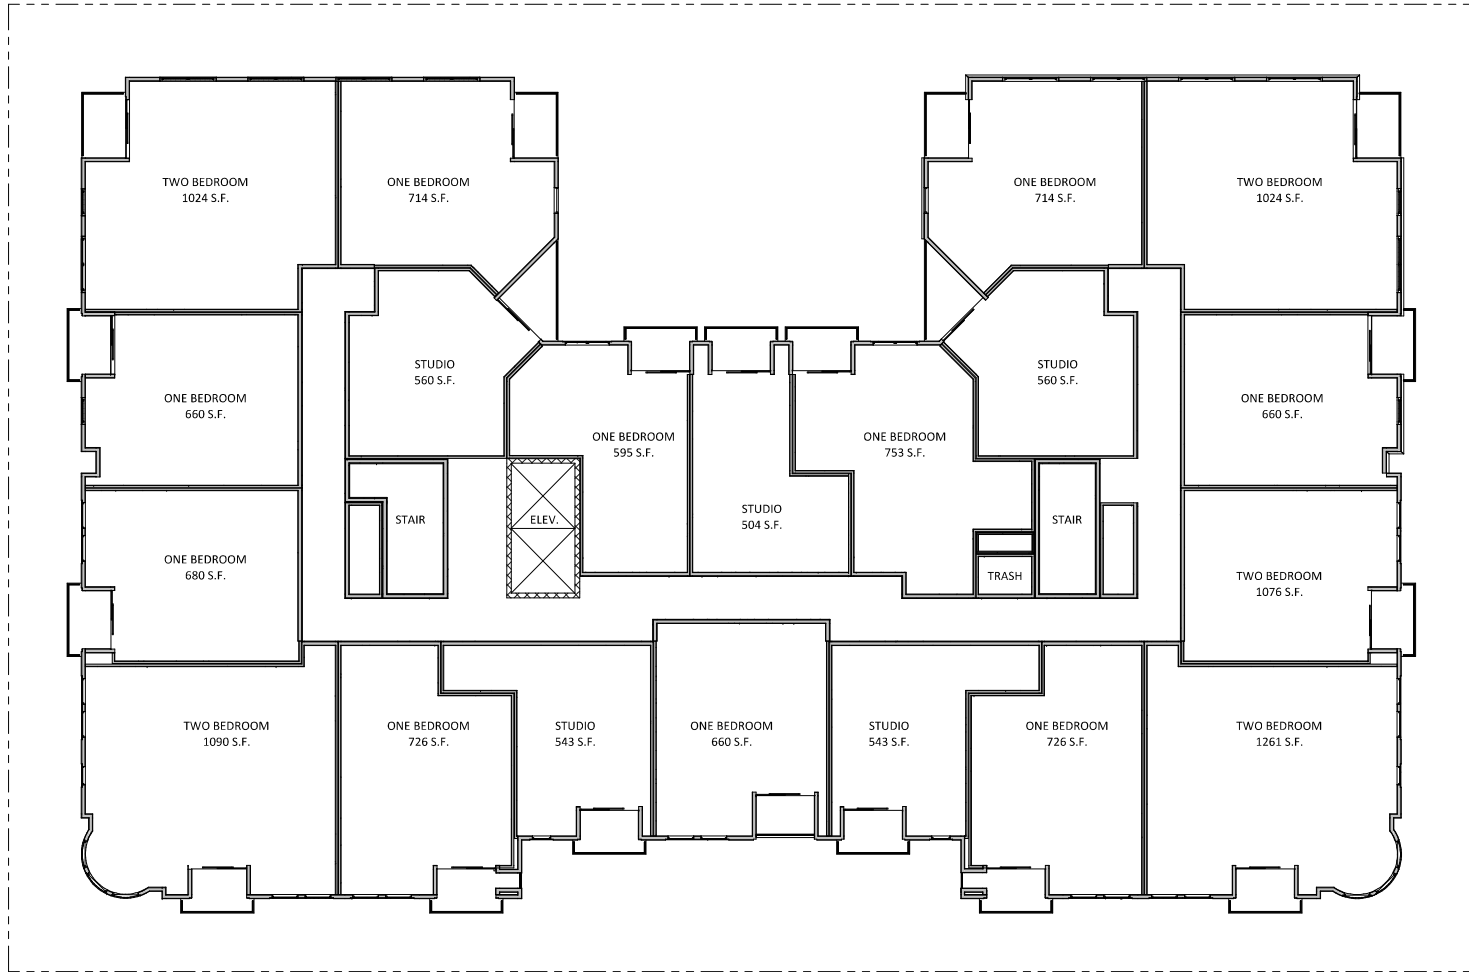 TWO BEDROOM
1024 S.F.
ONE BEDROOM
714 S.F.
ONE BEDROOM
714 S.F.
TWO BEDROOM
1024 S.F.
STUDIO
560 S.F.
STUDIO
560 S.F.
ONE BEDROOM
660 S.F.
ONE BEDROOM
660 S.F.
ONE BEDROOM
595 S.F.
ONE BEDROOM
753 S.F.
STUDIO
504 S.F.
STAIR
ELEV.
STAIR
ONE BEDROOM
680 S.F.
TRASH
TWO BEDROOM
1076 S.F.
TWO BEDROOM
1090 S.F.
ONE BEDROOM
726 S.F.
STUDIO
543 S.F.
ONE BEDROOM
660 S.F.
STUDIO
543 S.F.
ONE BEDROOM
726 S.F.
TWO BEDROOM
1261 S.F.